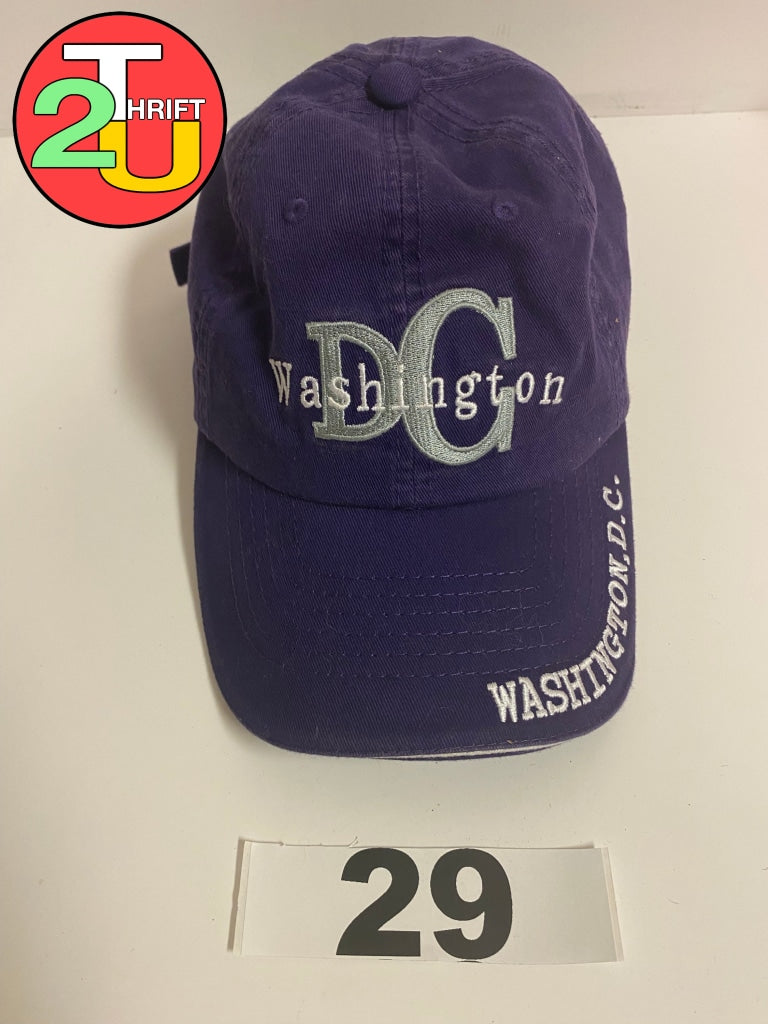 T
2 HRIFT
U
DC
Washington
WASHINGTON, D.C.
29